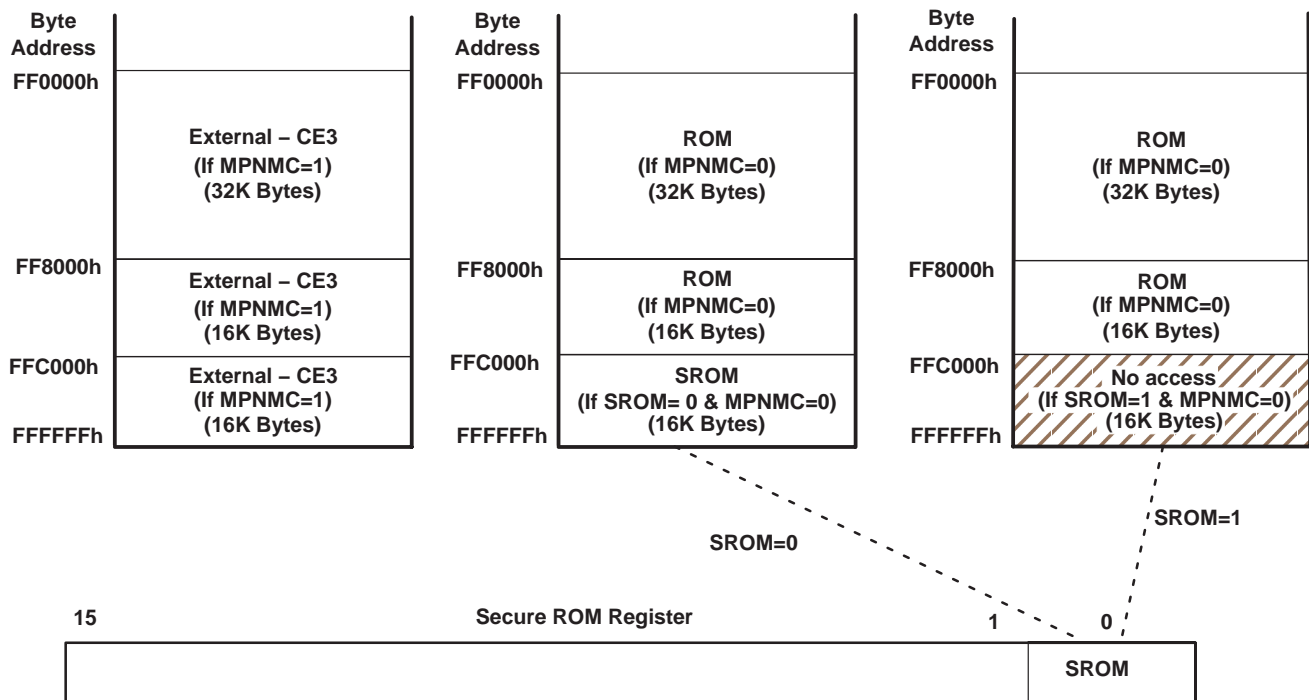 Byte
Address
FF0000h
External – CE3
(If MPNMC=1)
(32K Bytes)
FF8000h
External – CE3
(If MPNMC=1)
(16K Bytes)
FFC000h
External – CE3
(If MPNMC=1)
(16K Bytes)
FFFFFFh
Byte
Address
FF0000h
ROM
(If MPNMC=0)
(32K Bytes)
FF8000h
ROM
(If MPNMC=0)
(16K Bytes)
FFC000h
SROM
(If SROM= 0 & MPNMC=0)
(16K Bytes)
FFFFFFh
Byte
Address
FF0000h
ROM
(If MPNMC=0)
(32K Bytes)
FF8000h
ROM
(If MPNMC=0)
(16K Bytes)
FFC000h
No access
(If SROM=1 & MPNMC=0)
(16K Bytes)
FFFFFFh
SROM=0
SROM=1
15 Secure ROM Register 1 0
SROM